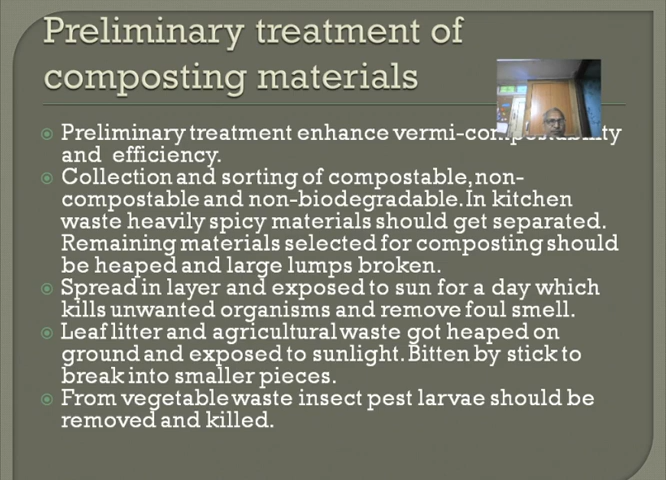 Preliminary treatment of
composting materials
Preliminary treatment enhance vermi-compostability
and efficiency.
Collection and sorting of compostable,non-
compostable and non-biodegradable.In kitchen
waste heavily spicy materials should get separated.
Remaining materials selected for composting should
be heaped and large lumps broken.
Spread in layer and exposed to sun for a day which
kills unwanted organisms and remove foul smell.
Leaf litter and agricultural waste got heaped on
ground and exposed to sunlight.Bitten by stick to
break into smaller pieces.
From vegetable waste insect pest larvae should be
removed and killed.